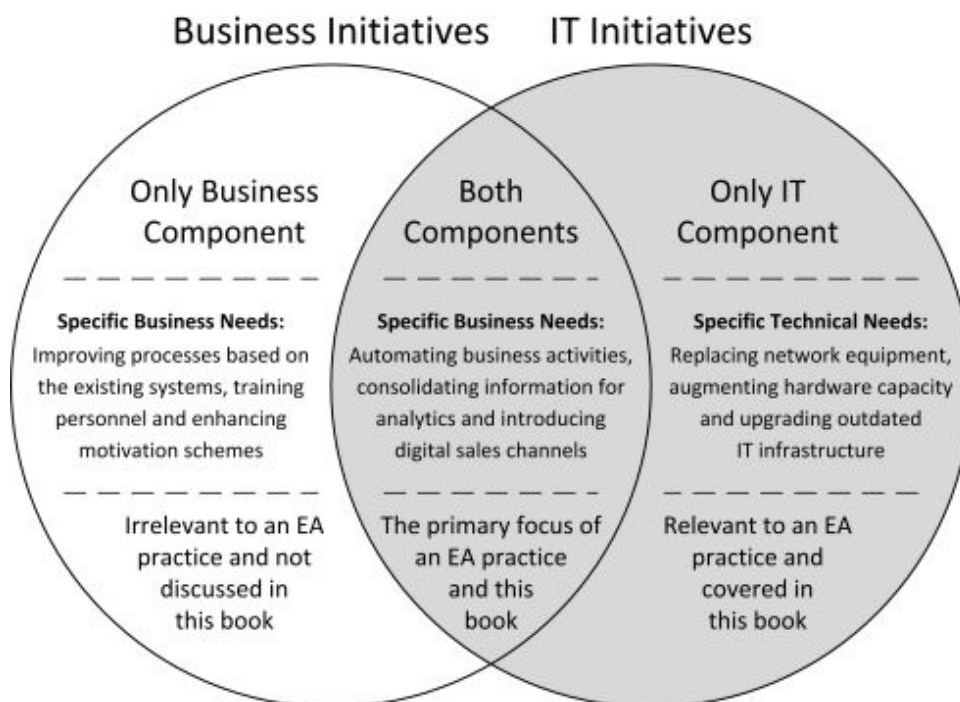 Business Initiatives
IT Initiatives
Only Business
Component
Specific Business Needs:
Improving processes based on
the existing systems, training
personnel and enhancing
motivation schemes
Irrelevant to an EA
practice and not
discussed in
this book
Both
Components
Specific Business Needs:
Automating business activities,
consolidating information for
analytics and introducing
digital sales channels
The primary focus of
an EA practice
and this
book
Only IT
Component
Specific Technical Needs:
Replacing network equipment,
augmenting hardware capacity
and upgrading outdated
IT infrastructure
Relevant to an EA
practice and
covered in
this book